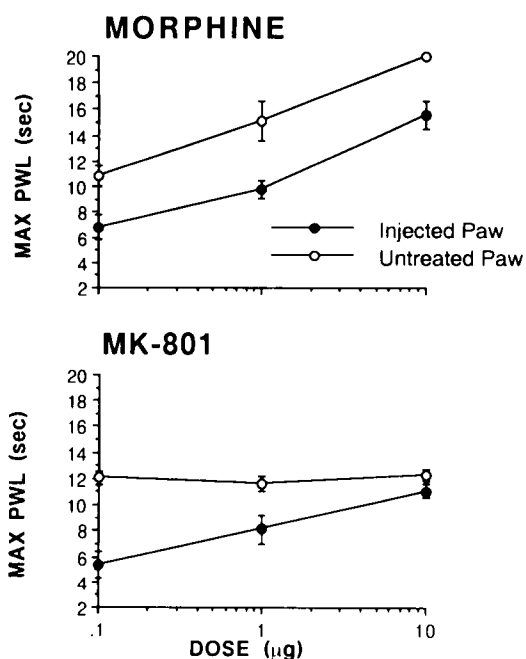 MORPHINE
MAX PWL (sec)
20
18
16
14
12
10
8
6
4
2
Injected Paw
Untreated Paw
MK-801
MAX PWL (sec)
20
18
16
14
12
10
8
6
4
2
.1 1 10
DOSE (μg)